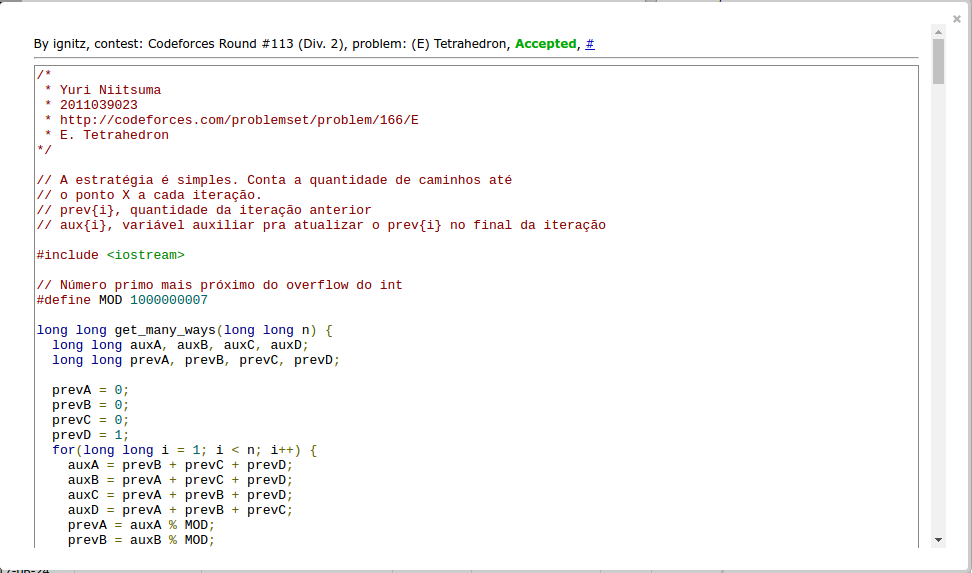 By ignitz, contest: Codeforces Round #113 (Div. 2), problem: (E) Tetrahedron, Accepted, #
/*
 * Yuri Niitsuma
 * 2011039023
 * http://codeforces.com/problemset/problem/166/E
 * E. Tetrahedron
*/
// A estratégia é simples. Conta a quantidade de caminhos até
// o ponto X a cada iteração.
// prev{i}, quantidade da iteração anterior
// aux{i}, variável auxiliar pra atualizar o prev{i} no final da iteração
#include <iostream>
// Número primo mais próximo do overflow do int
#define MOD 1000000007
long long get_many_ways(long long n) {
  long long auxA, auxB, auxC, auxD;
  long long prevA, prevB, prevC, prevD;
  prevA = 0;
  prevB = 0;
  prevC = 0;
  prevD = 1;
  for(long long i = 1; i < n; i++) {
    auxA = prevB + prevC + prevD;
    auxB = prevA + prevC + prevD;
    auxC = prevA + prevB + prevD;
    auxD = prevA + prevB + prevC;
    prevA = auxA % MOD;
    prevB = auxB % MOD;